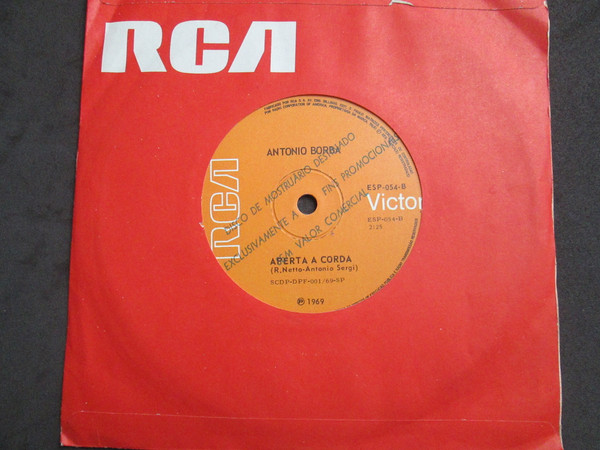 RCA
ANTONIO BORBA
DISCO DE MOSTRUÁRIO DESTINADO
EXCLUSIVAMENTE A FINS PROMOCIONAIS
SEM VALOR COMERCIAL
RCA
ESP-054-B
Victor
ESP-054-B
2:25
ABERTA A CORDA
(R.Netto-Antonio Sergi)
SCDP-DPF-001/69-SP
℗ 1969